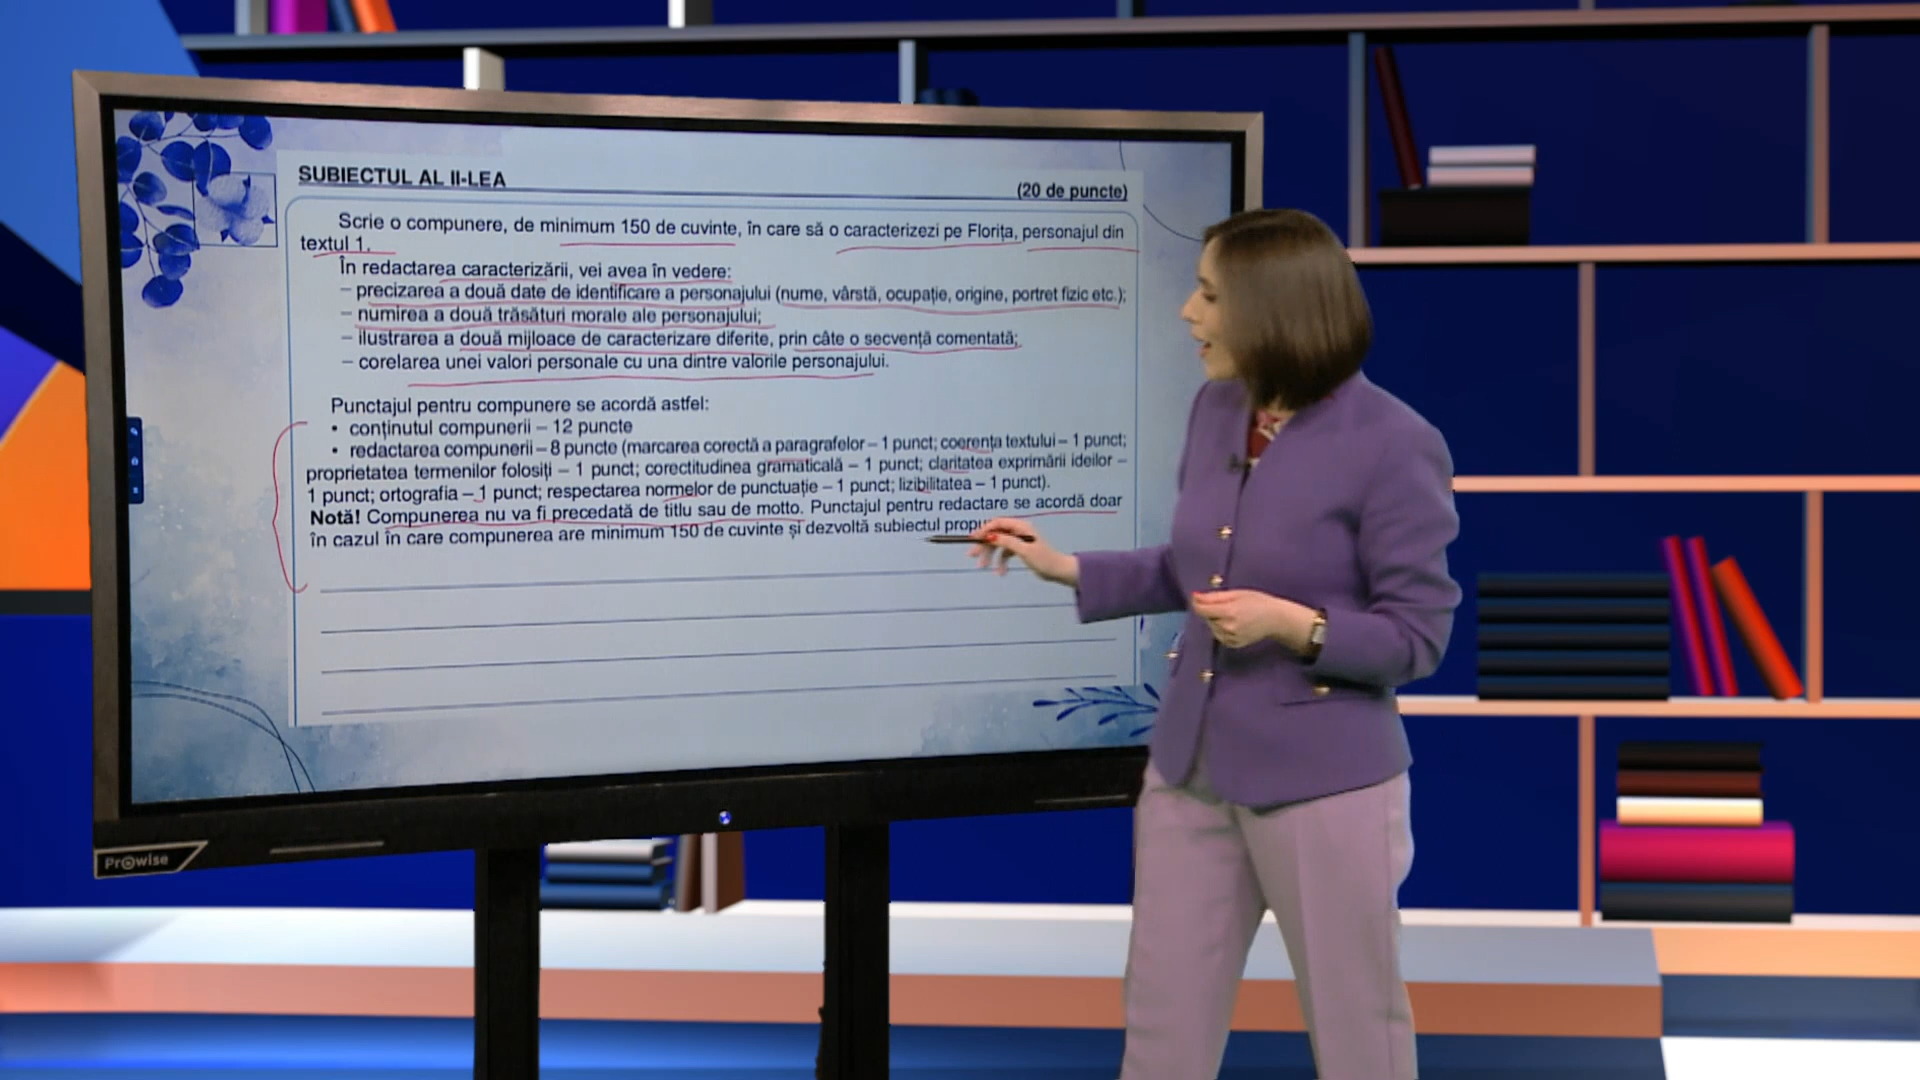 SUBIECTUL AL II-LEA
(20 de puncte)
Scrie o compunere, de minimum 150 de cuvinte, în care să o caracterizezi pe Florița, personajul din
textul 1.
În redactarea caracterizării, vei avea în vedere:
– precizarea a două date de identificare a personajului (nume, vârstă, ocupație, origine, portret fizic etc.);
– numirea a două trăsături morale ale personajului;
– ilustrarea a două mijloace de caracterizare diferite, prin câte o secvență comentată;
– corelarea unei valori personale cu una dintre valorile personajului.
Punctajul pentru compunere se acordă astfel:
• conținutul compunerii – 12 puncte
• redactarea compunerii – 8 puncte (marcarea corectă a paragrafelor – 1 punct; coerența textului – 1 punct;
proprietatea termenilor folosiți – 1 punct; corectitudinea gramaticală – 1 punct; claritatea exprimării ideilor –
1 punct; ortografia – 1 punct; respectarea normelor de punctuație – 1 punct; lizibilitatea – 1 punct).
Notă! Compunerea nu va fi precedată de titlu sau de motto. Punctajul pentru redactare se acordă doar
în cazul în care compunerea are minimum 150 de cuvinte și dezvoltă subiectul
Prowise